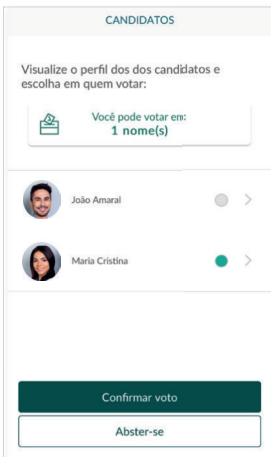 CANDIDATOS
Visualize o perfil dos dos candidatos e
escolha em quem votar:
Você pode votar em:
1 nome(s)
João Amaral
Maria Cristina
Confirmar voto
Abster-se